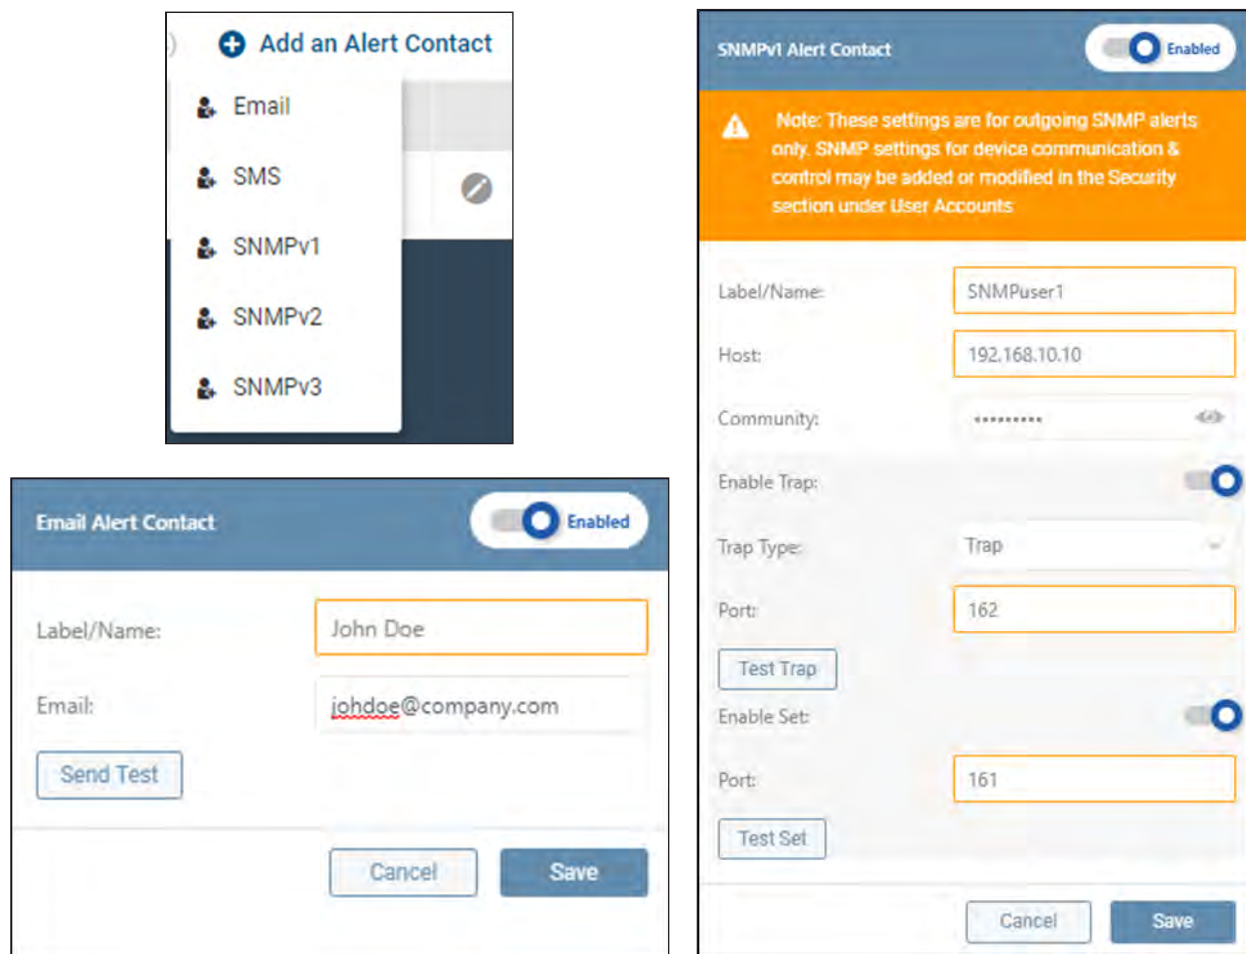 Add an Alert Contact
Email
SMS
SNMPv1
SNMPv2
SNMPv3
Email Alert Contact
Enabled
Label/Name:
John Doe
Email:
johdoe@company.com
Send Test
Cancel
Save
SNMPv1 Alert Contact
Enabled
Note: These settings are for outgoing SNMP alerts
only. SNMP settings for device communication &
control may be added or modified in the Security
section under User Accounts
Label/Name:
SNMPuser1
Host:
192.168.10.10
Community:
•••••••••
Enable Trap:
Trap Type:
Trap
Port:
162
Test Trap
Enable Set:
Port:
161
Test Set
Cancel
Save